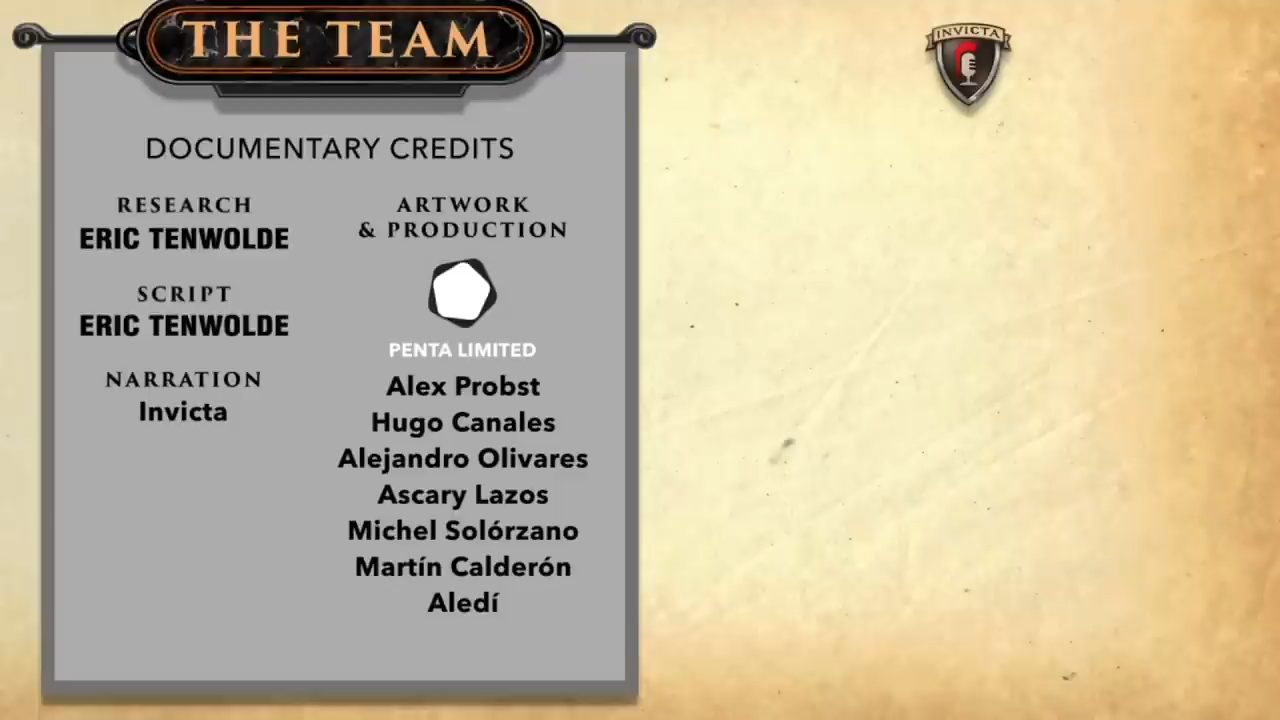 THE TEAM
INVICTA
DOCUMENTARY CREDITS
RESEARCH
ERIC TENWOLDE
SCRIPT
ERIC TENWOLDE
NARRATION
Invicta
ARTWORK
& PRODUCTION
PENTA LIMITED
Alex Probst
Hugo Canales
Alejandro Olivares
Ascary Lazos
Michel Solórzano
Martín Calderón
Aledí